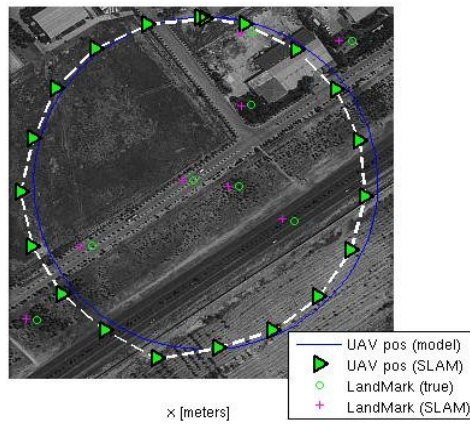 UAV pos (model)
UAV pos (SLAM)
LandMark (true)
LandMark (SLAM)
x [meters]